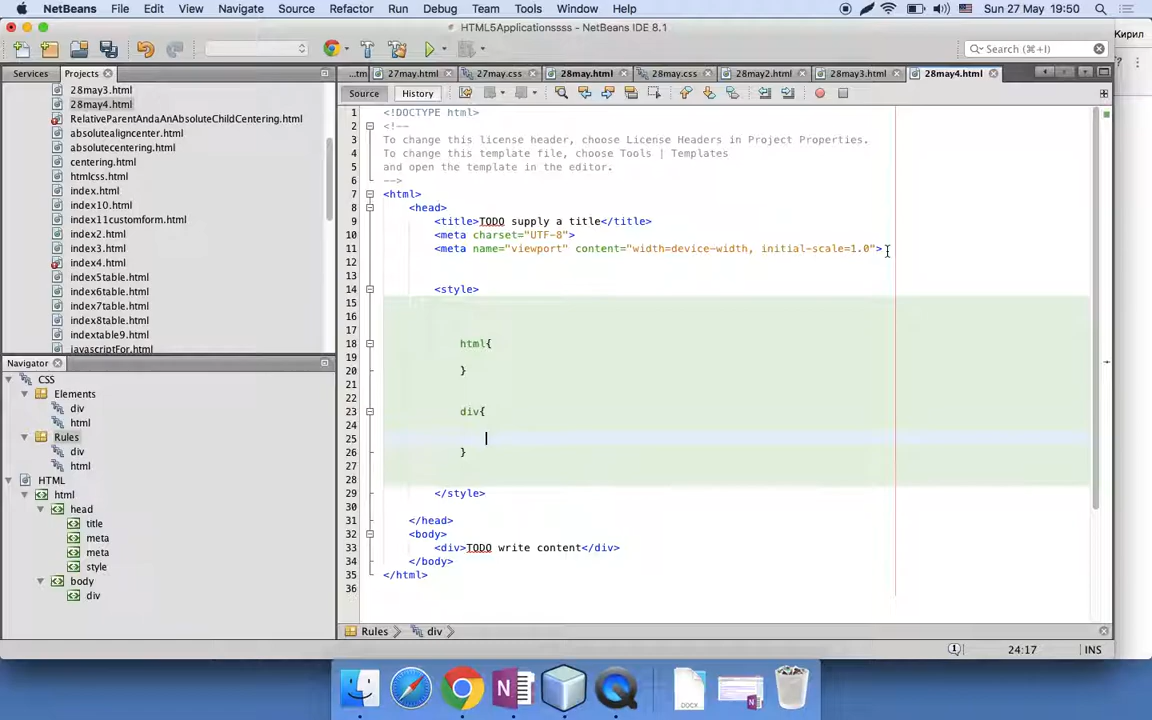 NetBeans File Edit View Navigate Source Refactor Run Debug Team Tools Window Help Sun 27 May 19:50
HTML5Applicationssss - NetBeans IDE 8.1
Кирил
Search (⌘+I)
Services Projects
...tm 27may.html 27may.css 28may.html 28may.css 28may2.html 28may3.html 28may4.html
Source History
28may3.html
28may4.html
RelativeParentAndaAnAbsoluteChildCentering.html
absolutealigncenter.html
absolutecentering.html
centering.html
htmlcss.html
index.html
index10.html
index11customform.html
index2.html
index3.html
index4.html
index5table.html
index6table.html
index7table.html
index8table.html
indextable9.html
javascriptFor.html
Navigator
CSS
Elements
div
html
Rules
div
html
HTML
html
head
title
meta
meta
style
body
div
1 <!DOCTYPE html>
2 <!--
3 To change this license header, choose License Headers in Project Properties.
4 To change this template file, choose Tools | Templates
5 and open the template in the editor.
6 -->
7 <html>
8 <head>
9 <title>TODO supply a title</title>
10 <meta charset="UTF-8">
11 <meta name="viewport" content="width=device-width, initial-scale=1.0">
12
13
14 <style>
15
16
17
18 html{
19
20 }
21
22
23 div{
24
25
26 }
27
28
29 </style>
30
31 </head>
32 <body>
33 <div>TODO write content</div>
34 </body>
35 </html>
36
Rules div
24:17 INS
DOCX